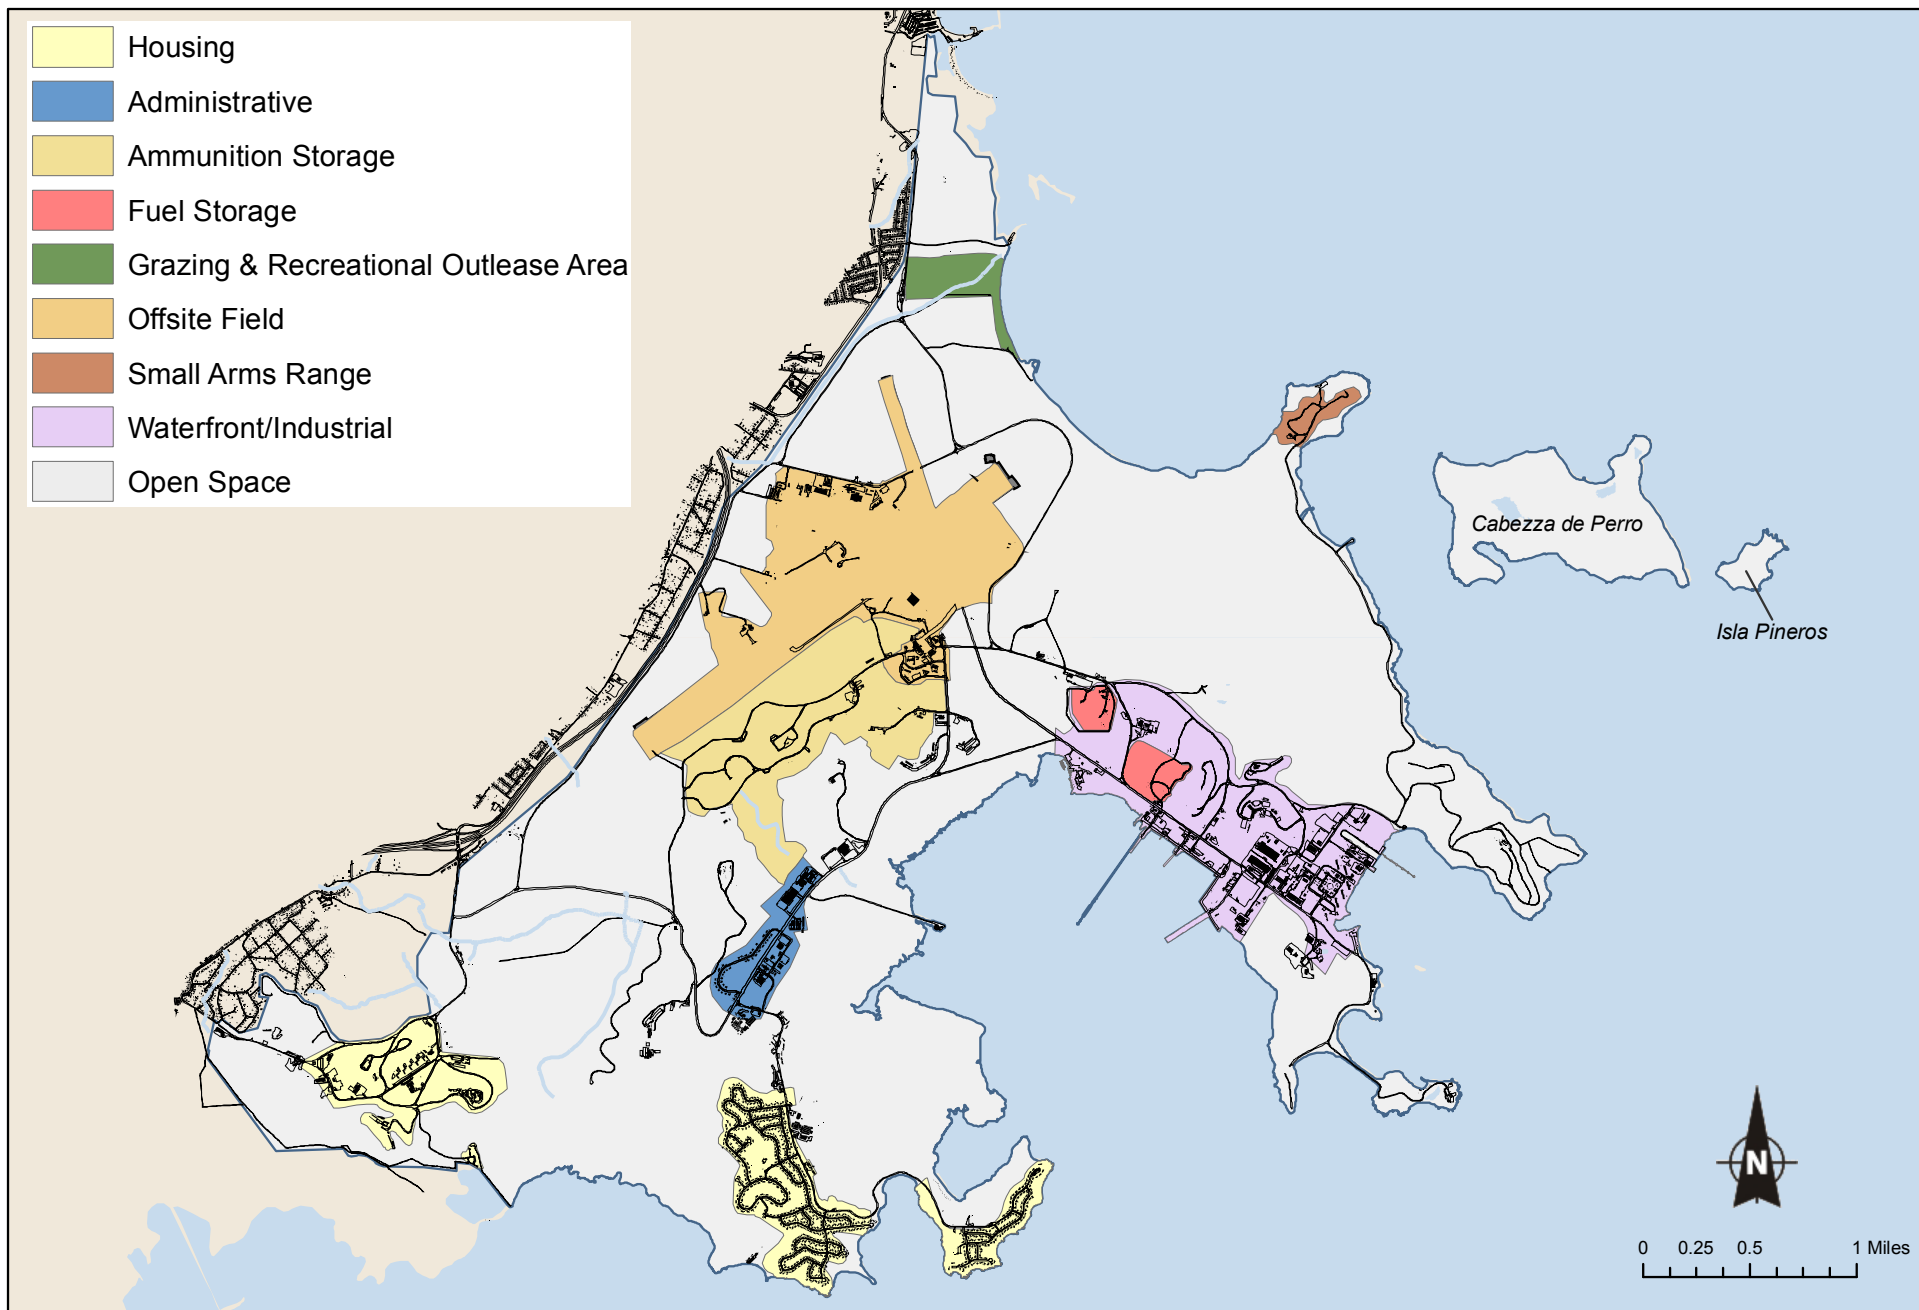 Housing
Administrative
Ammunition Storage
Fuel Storage
Grazing & Recreational Outlease Area
Offsite Field
Small Arms Range
Waterfront/Industrial
Open Space
Cabezza de Perro
Isla Pineros
N
0 0.25 0.5 1 Miles